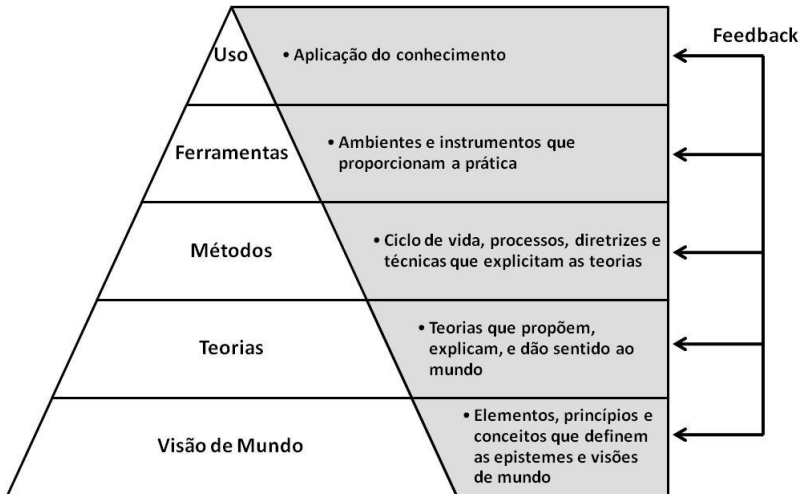 Feedback
Uso
• Aplicação do conhecimento
Ferramentas
• Ambientes e instrumentos que
proporcionam a prática
Métodos
• Ciclo de vida, processos, diretrizes e
técnicas que explicitam as teorias
Teorias
• Teorias que propõem,
explicam, e dão sentido ao
mundo
Visão de Mundo
• Elementos, princípios e
conceitos que definem
as epistemes e visões
de mundo